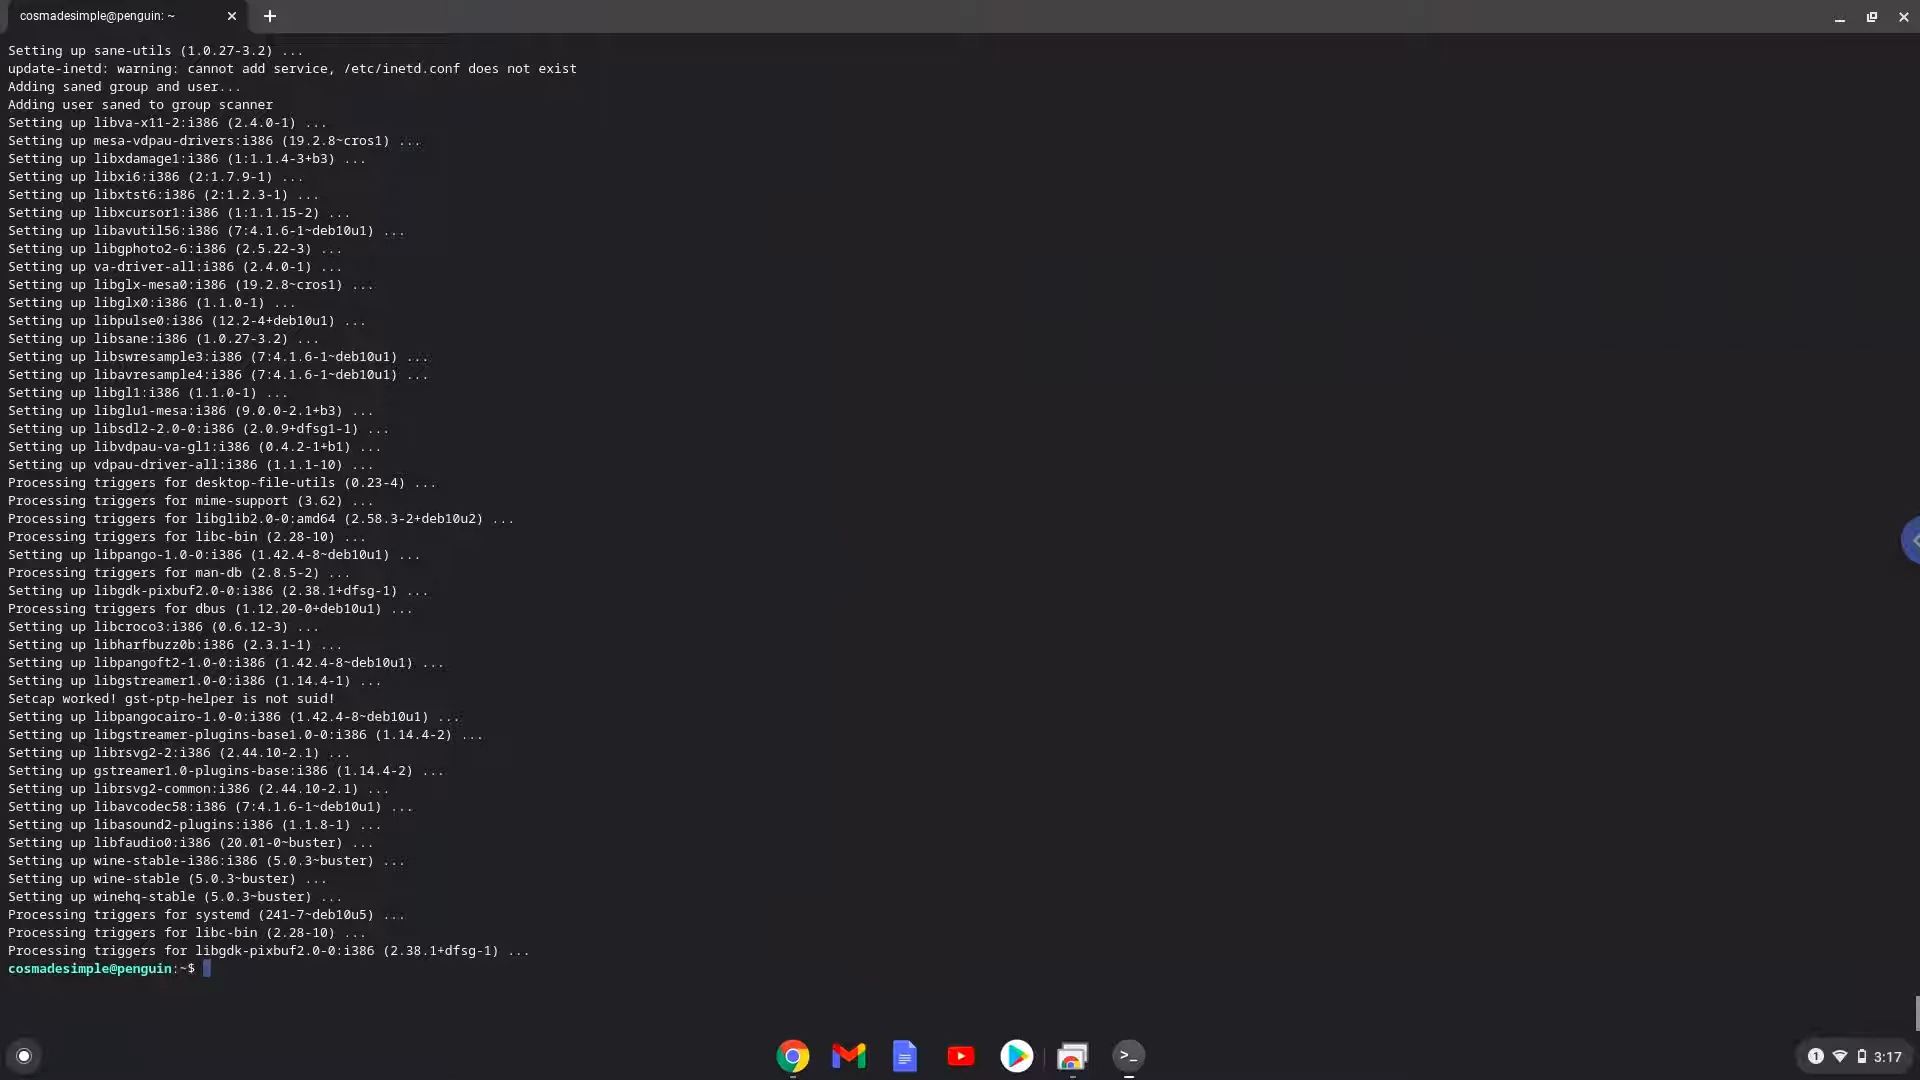 cosmadesimple@penguin: ~
Setting up sane-utils (1.0.27-3.2) ...
update-inetd: warning: cannot add service, /etc/inetd.conf does not exist
Adding saned group and user...
Adding user saned to group scanner
Setting up libva-x11-2:i386 (2.4.0-1) ...
Setting up mesa-vdpau-drivers:i386 (19.2.8~cros1) ...
Setting up libxdamage1:i386 (1:1.1.4-3+b3) ...
Setting up libxi6:i386 (2:1.7.9-1) ...
Setting up libxtst6:i386 (2:1.2.3-1) ...
Setting up libxcursor1:i386 (1:1.1.15-2) ...
Setting up libavutil56:i386 (7:4.1.6-1~deb10u1) ...
Setting up libgphoto2-6:i386 (2.5.22-3) ...
Setting up va-driver-all:i386 (2.4.0-1) ...
Setting up libglx-mesa0:i386 (19.2.8~cros1) ...
Setting up libglx0:i386 (1.1.0-1) ...
Setting up libpulse0:i386 (12.2-4+deb10u1) ...
Setting up libsane:i386 (1.0.27-3.2) ...
Setting up libswresample3:i386 (7:4.1.6-1~deb10u1) ...
Setting up libavresample4:i386 (7:4.1.6-1~deb10u1) ...
Setting up libgl1:i386 (1.1.0-1) ...
Setting up libglu1-mesa:i386 (9.0.0-2.1+b3) ...
Setting up libsdl2-2.0-0:i386 (2.0.9+dfsg1-1) ...
Setting up libvdpau-va-gl1:i386 (0.4.2-1+b1) ...
Setting up vdpau-driver-all:i386 (1.1.1-10) ...
Processing triggers for desktop-file-utils (0.23-4) ...
Processing triggers for mime-support (3.62) ...
Processing triggers for libglib2.0-0:amd64 (2.58.3-2+deb10u2) ...
Processing triggers for libc-bin (2.28-10) ...
Setting up libpango-1.0-0:i386 (1.42.4-8~deb10u1) ...
Processing triggers for man-db (2.8.5-2) ...
Setting up libgdk-pixbuf2.0-0:i386 (2.38.1+dfsg-1) ...
Processing triggers for dbus (1.12.20-0+deb10u1) ...
Setting up libcroco3:i386 (0.6.12-3) ...
Setting up libharfbuzz0b:i386 (2.3.1-1) ...
Setting up libpangoft2-1.0-0:i386 (1.42.4-8~deb10u1) ...
Setting up libgstreamer1.0-0:i386 (1.14.4-1) ...
Setcap worked! gst-ptp-helper is not suid!
Setting up libpangocairo-1.0-0:i386 (1.42.4-8~deb10u1) ...
Setting up libgstreamer-plugins-base1.0-0:i386 (1.14.4-2) ...
Setting up librsvg2-2:i386 (2.44.10-2.1) ...
Setting up gstreamer1.0-plugins-base:i386 (1.14.4-2) ...
Setting up librsvg2-common:i386 (2.44.10-2.1) ...
Setting up libavcodec58:i386 (7:4.1.6-1~deb10u1) ...
Setting up libasound2-plugins:i386 (1.1.8-1) ...
Setting up libfaudio0:i386 (20.01-0~buster) ...
Setting up wine-stable-i386:i386 (5.0.3~buster) ...
Setting up wine-stable (5.0.3~buster) ...
Setting up winehq-stable (5.0.3~buster) ...
Processing triggers for systemd (241-7~deb10u5) ...
Processing triggers for libc-bin (2.28-10) ...
Processing triggers for libgdk-pixbuf2.0-0:i386 (2.38.1+dfsg-1) ...
cosmadesimple@penguin:~$
>_
1 3:17